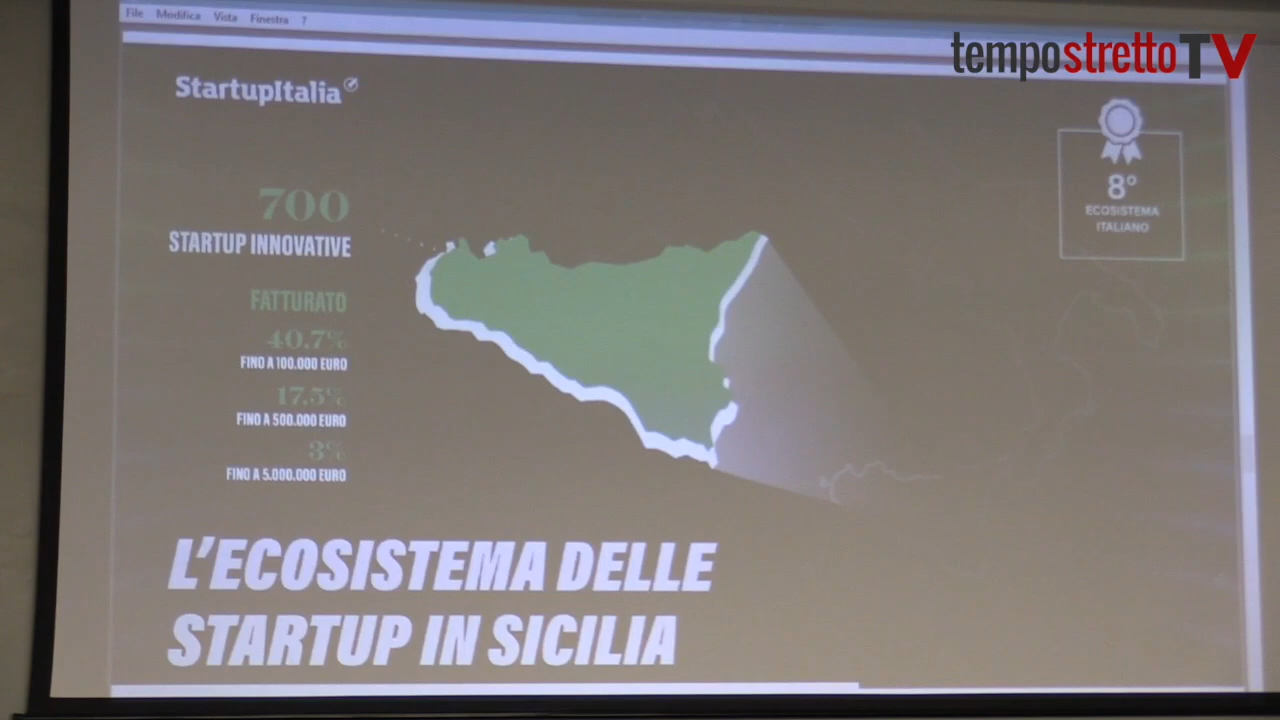 File Modifica Vista Finestra ?
tempostrettoTV
StartupItalia
8°
ECOSISTEMA
ITALIANO
700
STARTUP INNOVATIVE
FATTURATO
40.7%
FINO A 100.000 EURO
17.5%
FINO A 500.000 EURO
3%
FINO A 5.000.000 EURO
L'ECOSISTEMA DELLE
STARTUP IN SICILIA